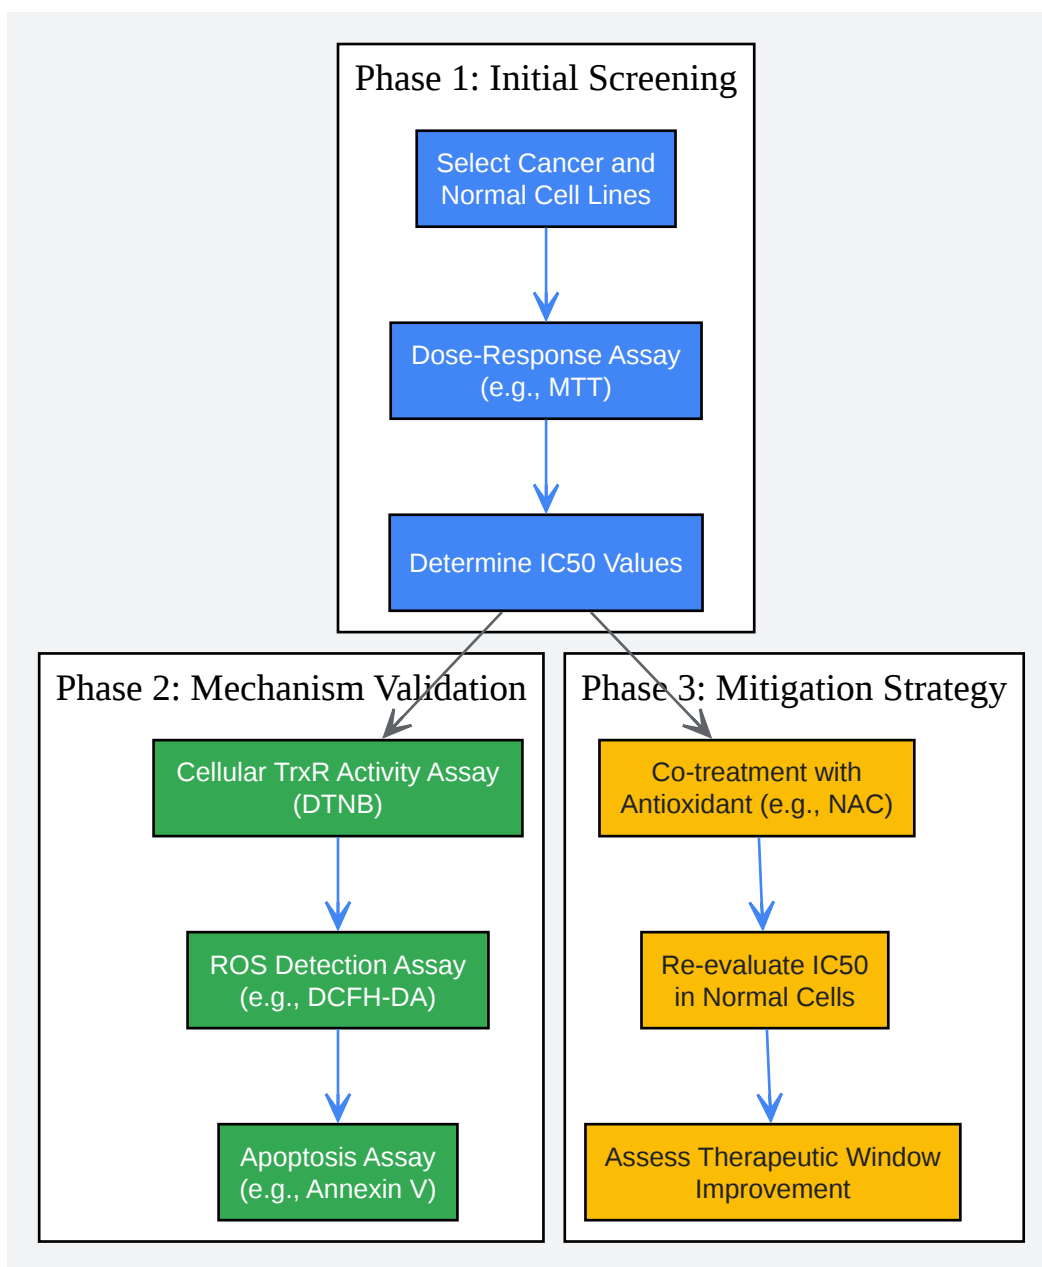 Phase 1: Initial Screening
Select Cancer and
Normal Cell Lines
Dose-Response Assay
(e.g., MTT)
Determine IC50 Values
Phase 2: Mechanism Validation
Cellular TrxR Activity Assay
(DTNB)
ROS Detection Assay
(e.g., DCFH-DA)
Apoptosis Assay
(e.g., Annexin V)
Phase 3: Mitigation Strategy
Co-treatment with
Antioxidant (e.g., NAC)
Re-evaluate IC50
in Normal Cells
Assess Therapeutic Window
Improvement